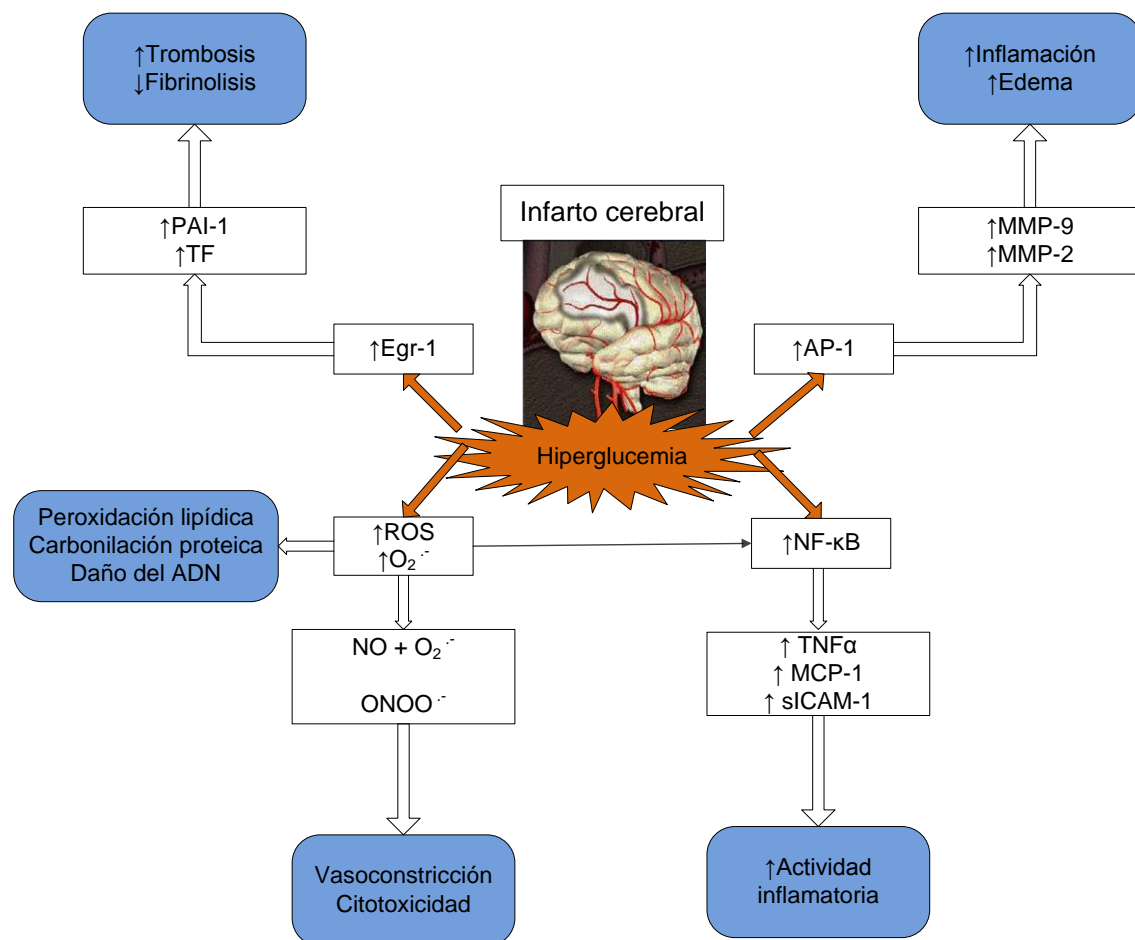 ↑Trombosis
↓Fibrinolisis
↑Inflamación
↑Edema
Infarto cerebral
↑PAI-1
↑TF
↑MMP-9
↑MMP-2
↑Egr-1
↑AP-1
Hiperglucemia
Peroxidación lipídica
Carbonilación proteica
Daño del ADN
↑ROS
↑O₂·-
↑NF-κB
NO + O₂·-
ONOO·-
↑ TNFα
↑ MCP-1
↑ sICAM-1
Vasoconstricción
Citotoxicidad
↑Actividad
inflamatoria